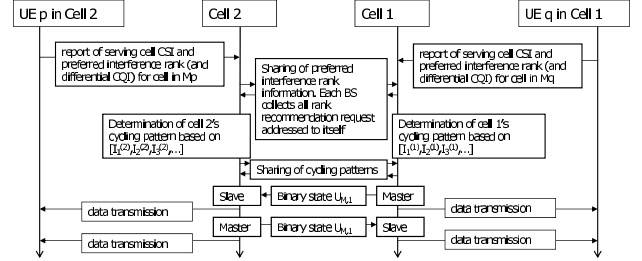 UE p in Cell 2
Cell 2
Cell 1
UE q in Cell 1
report of serving cell CSI and
preferred interference rank (and
differential CQI) for cell in Mp
Sharing of preferred
interference rank
information. Each BS
collects all rank
recommendation request
addressed to itself
report of serving cell CSI and
preferred interference rank (and
differential CQI) for cell in Mq
Determination of cell 2's
cycling pattern based on
[I₁⁽²⁾,I₂⁽²⁾,I₃⁽²⁾,...]
Determination of cell 1's
cycling pattern based on
[I₁⁽¹⁾,I₂⁽¹⁾,I₃⁽¹⁾,...]
Sharing of cycling patterns
Slave
Binary state U_M,1
Master
data transmission
data transmission
Master
Binary state U_M,1
Slave
data transmission
data transmission